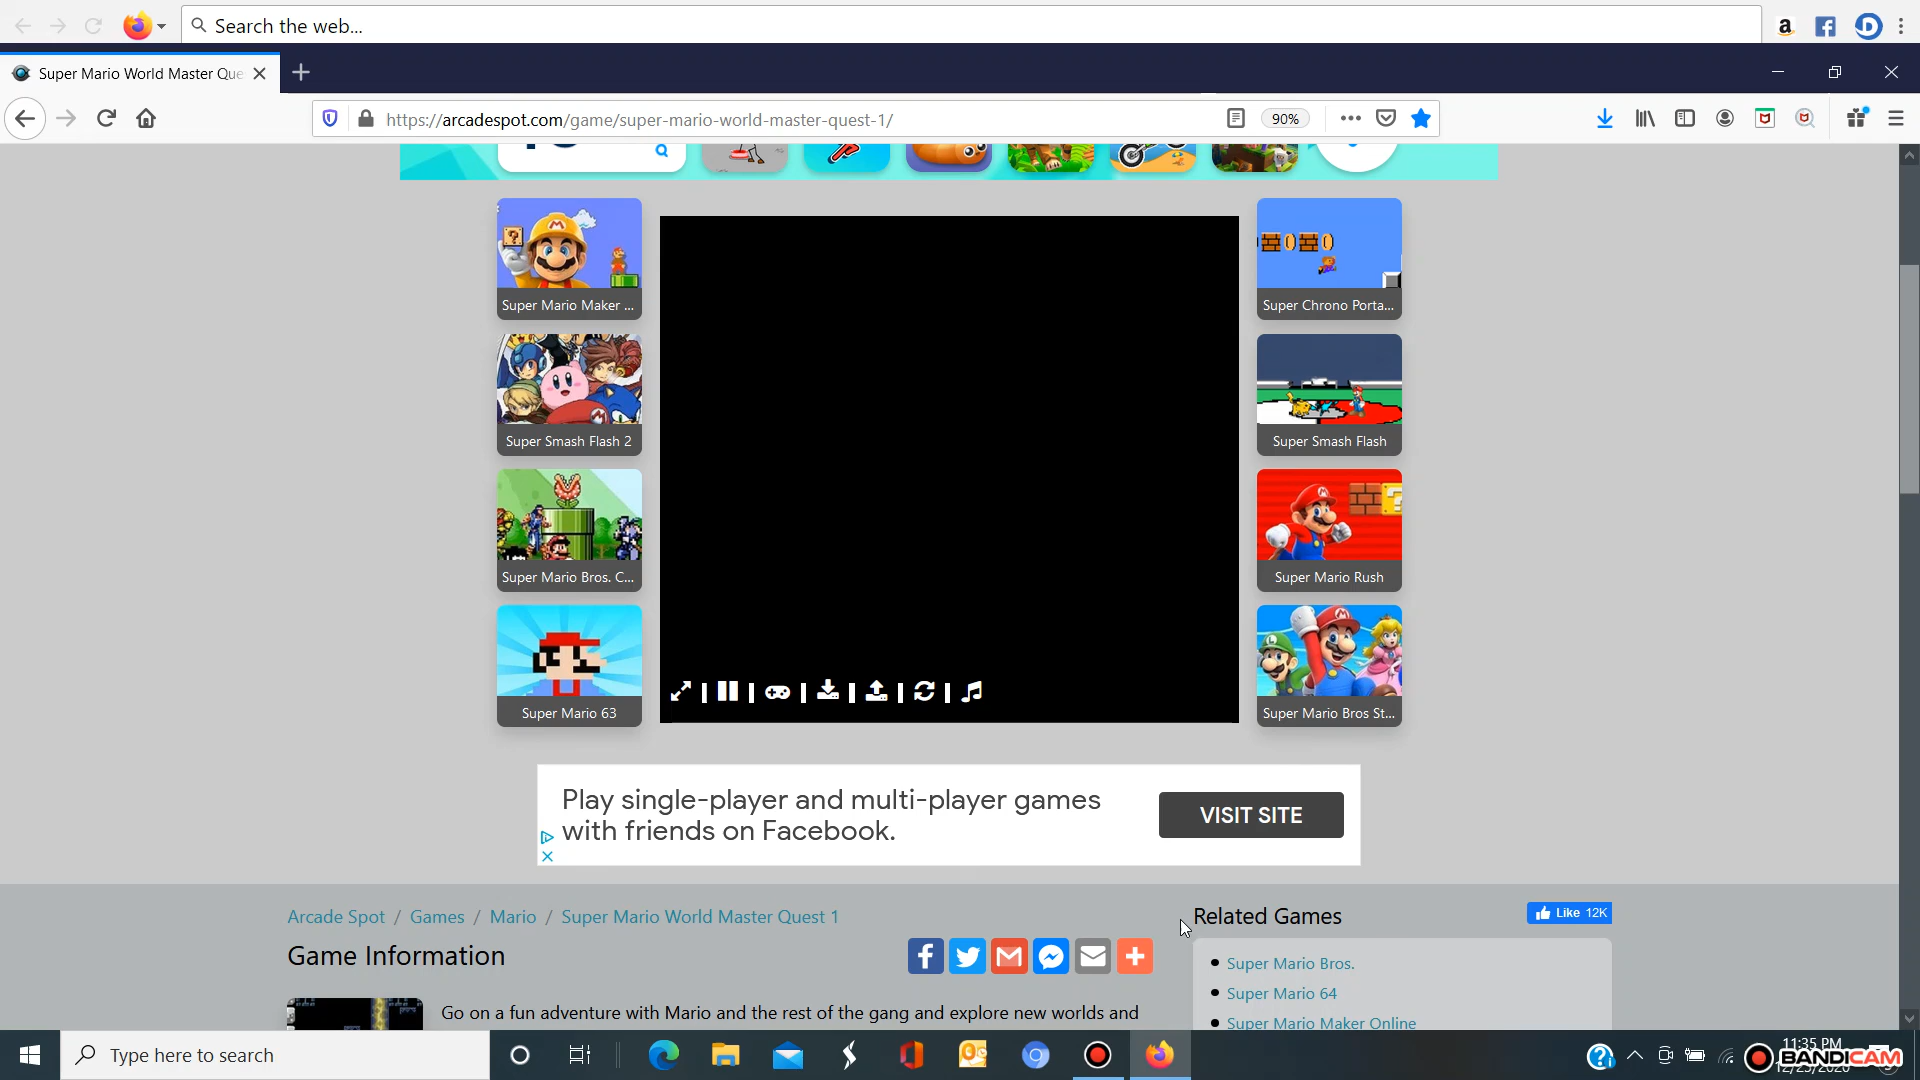 Search the web...
Super Mario World Master Que
https://arcadespot.com/game/super-mario-world-master-quest-1/
90%
Super Mario Maker ...
Super Chrono Porta...
Super Smash Flash 2
Super Smash Flash
Super Mario Bros. C...
Super Mario Rush
Super Mario 63
Super Mario Bros St...
Play single-player and multi-player games
with friends on Facebook.
VISIT SITE
Arcade Spot / Games / Mario / Super Mario World Master Quest 1
Related Games
Like 12K
Game Information
Super Mario Bros.
Super Mario 64
Go on a fun adventure with Mario and the rest of the gang and explore new worlds and
Super Mario Maker Online
Type here to search
11:35 PM
BANDICAM